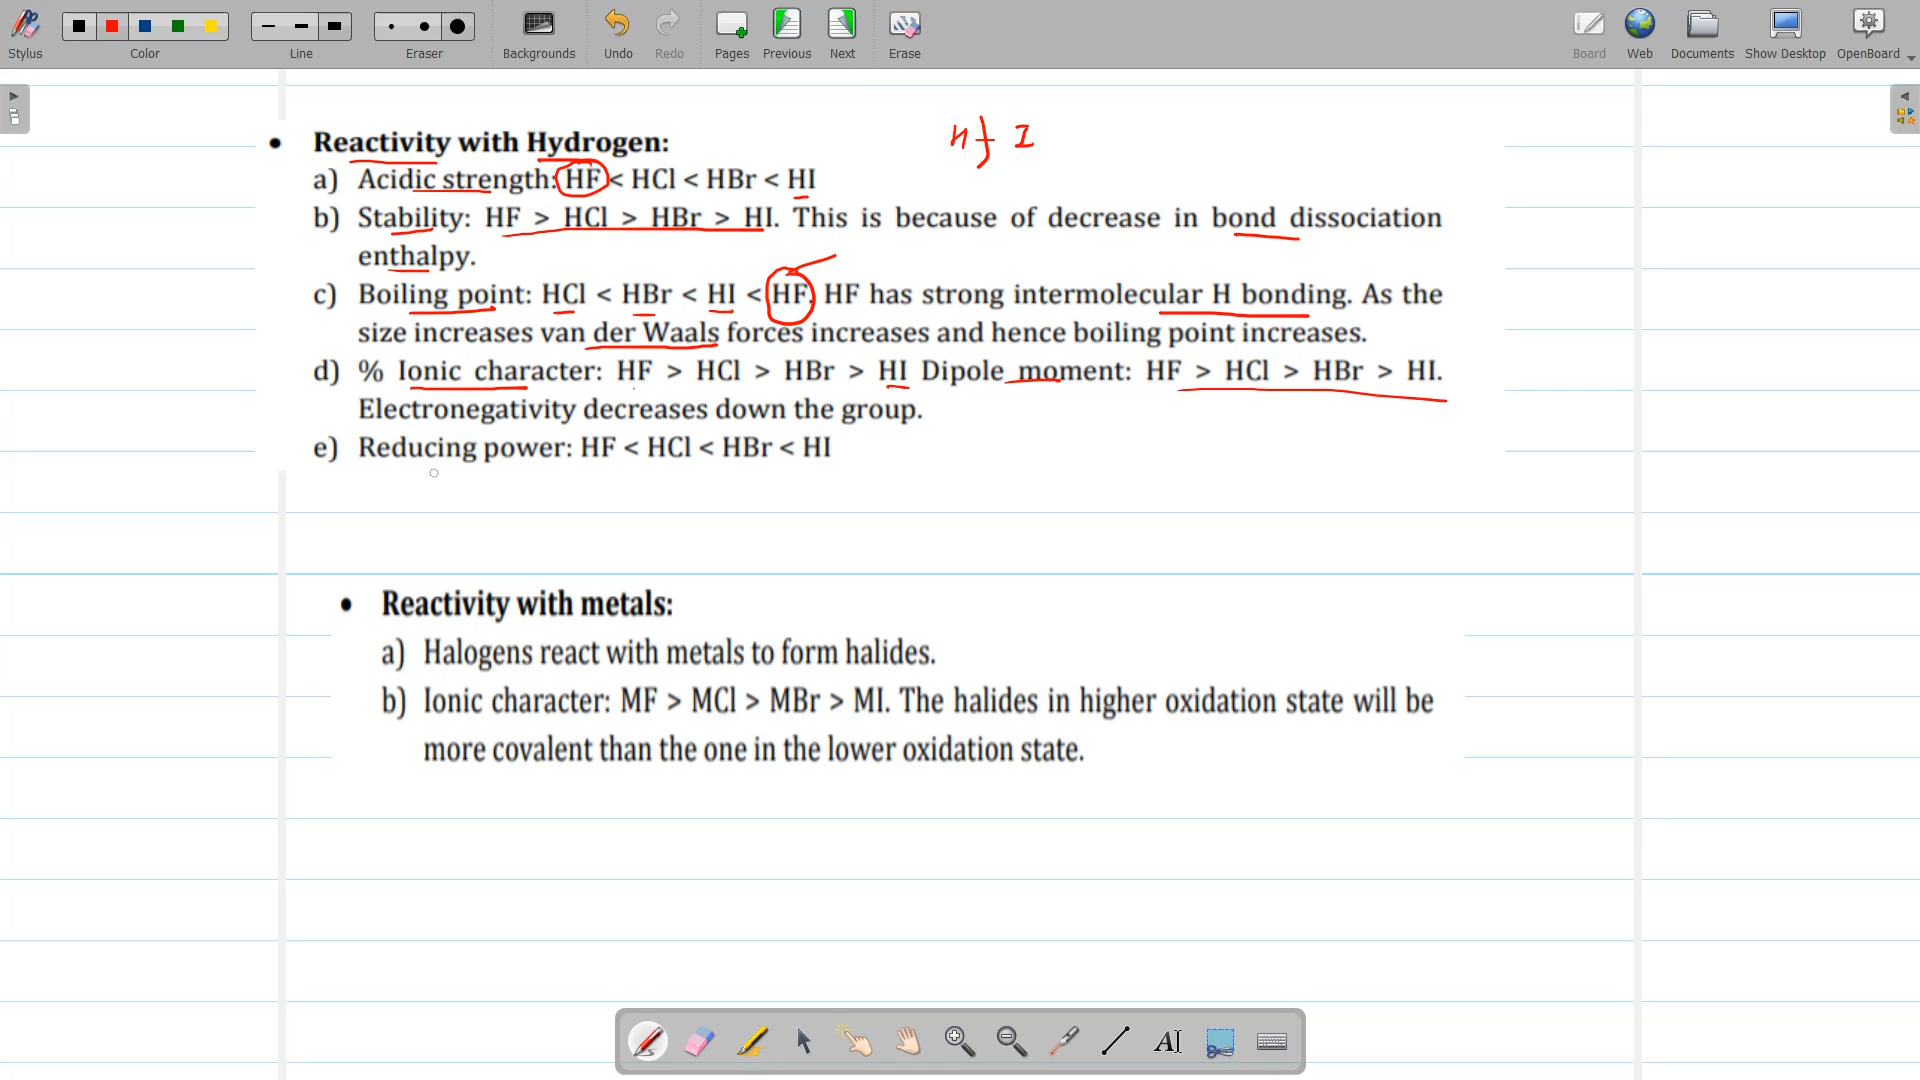 Stylus
Color
Line
Eraser
Backgrounds
Undo
Redo
Pages
Previous
Next
Erase
Board
Web
Documents
Show Desktop
OpenBoard
H I
• Reactivity with Hydrogen:
a) Acidic strength: HF < HCl < HBr < HI
b) Stability: HF > HCl > HBr > HI. This is because of decrease in bond dissociation
enthalpy.
c) Boiling point: HCl < HBr < HI < HF. HF has strong intermolecular H bonding. As the
size increases van der Waals forces increases and hence boiling point increases.
d) % Ionic character: HF > HCl > HBr > HI Dipole moment: HF > HCl > HBr > HI.
Electronegativity decreases down the group.
e) Reducing power: HF < HCl < HBr < HI
• Reactivity with metals:
a) Halogens react with metals to form halides.
b) Ionic character: MF > MCl > MBr > MI. The halides in higher oxidation state will be
more covalent than the one in the lower oxidation state.